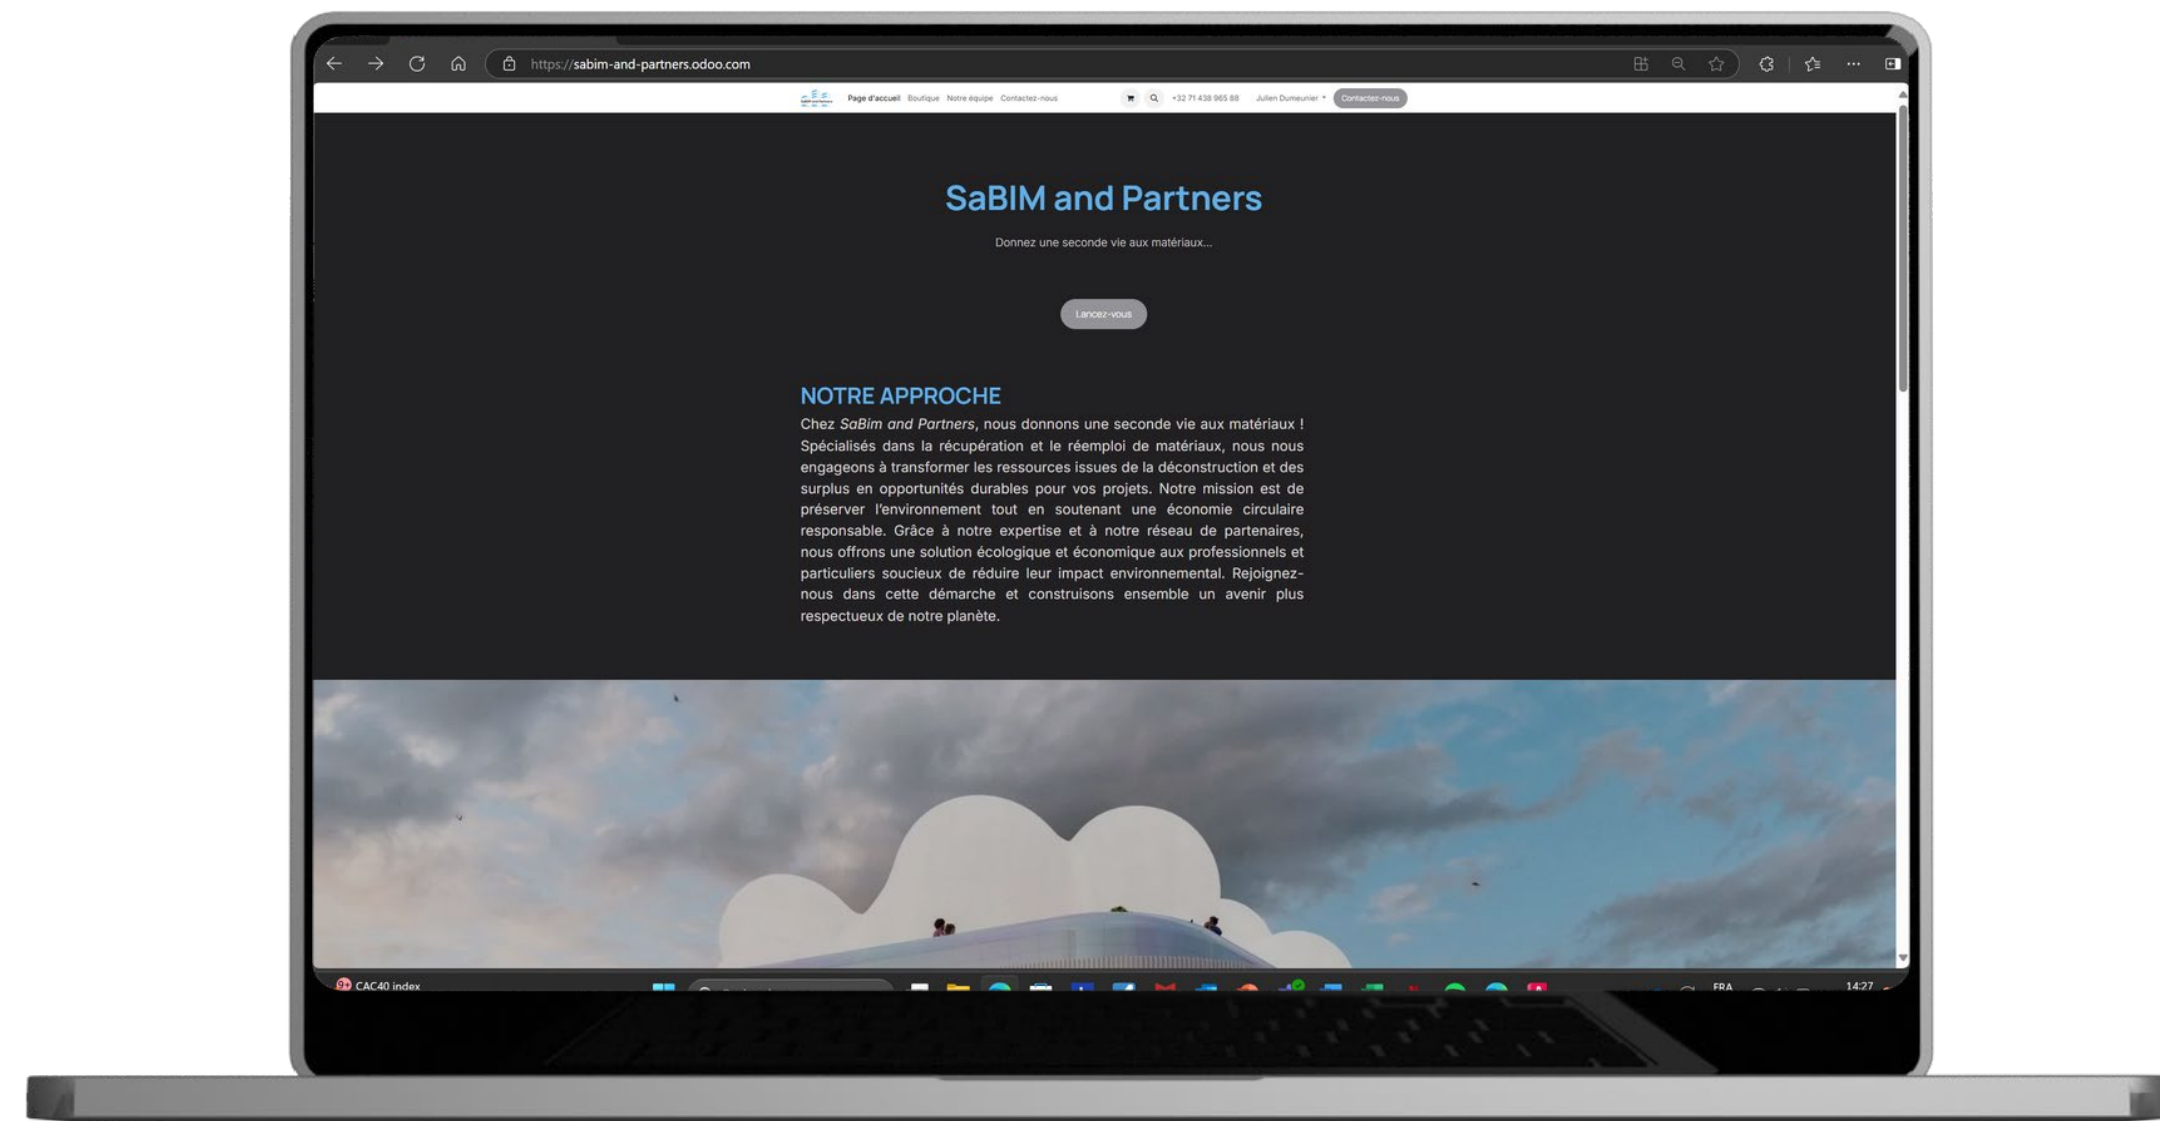 https://sabim-and-partners.odoo.com
Page d'accueil Boutique Notre équipe Contactez-nous +32 71 438 965 88 Julien Dumeunier Contactez-nous
SaBIM and Partners
Donnez une seconde vie aux matériaux...
Lancez-vous
NOTRE APPROCHE
Chez SaBim and Partners, nous donnons une seconde vie aux matériaux !
Spécialisés dans la récupération et le réemploi de matériaux, nous nous
engageons à transformer les ressources issues de la déconstruction et des
surplus en opportunités durables pour vos projets. Notre mission est de
préserver l'environnement tout en soutenant une économie circulaire
responsable. Grâce à notre expertise et à notre réseau de partenaires,
nous offrons une solution écologique et économique aux professionnels et
particuliers soucieux de réduire leur impact environnemental. Rejoignez-
nous dans cette démarche et construisons ensemble un avenir plus
respectueux de notre planète.
9+ CAC40 index
FRA
14:27